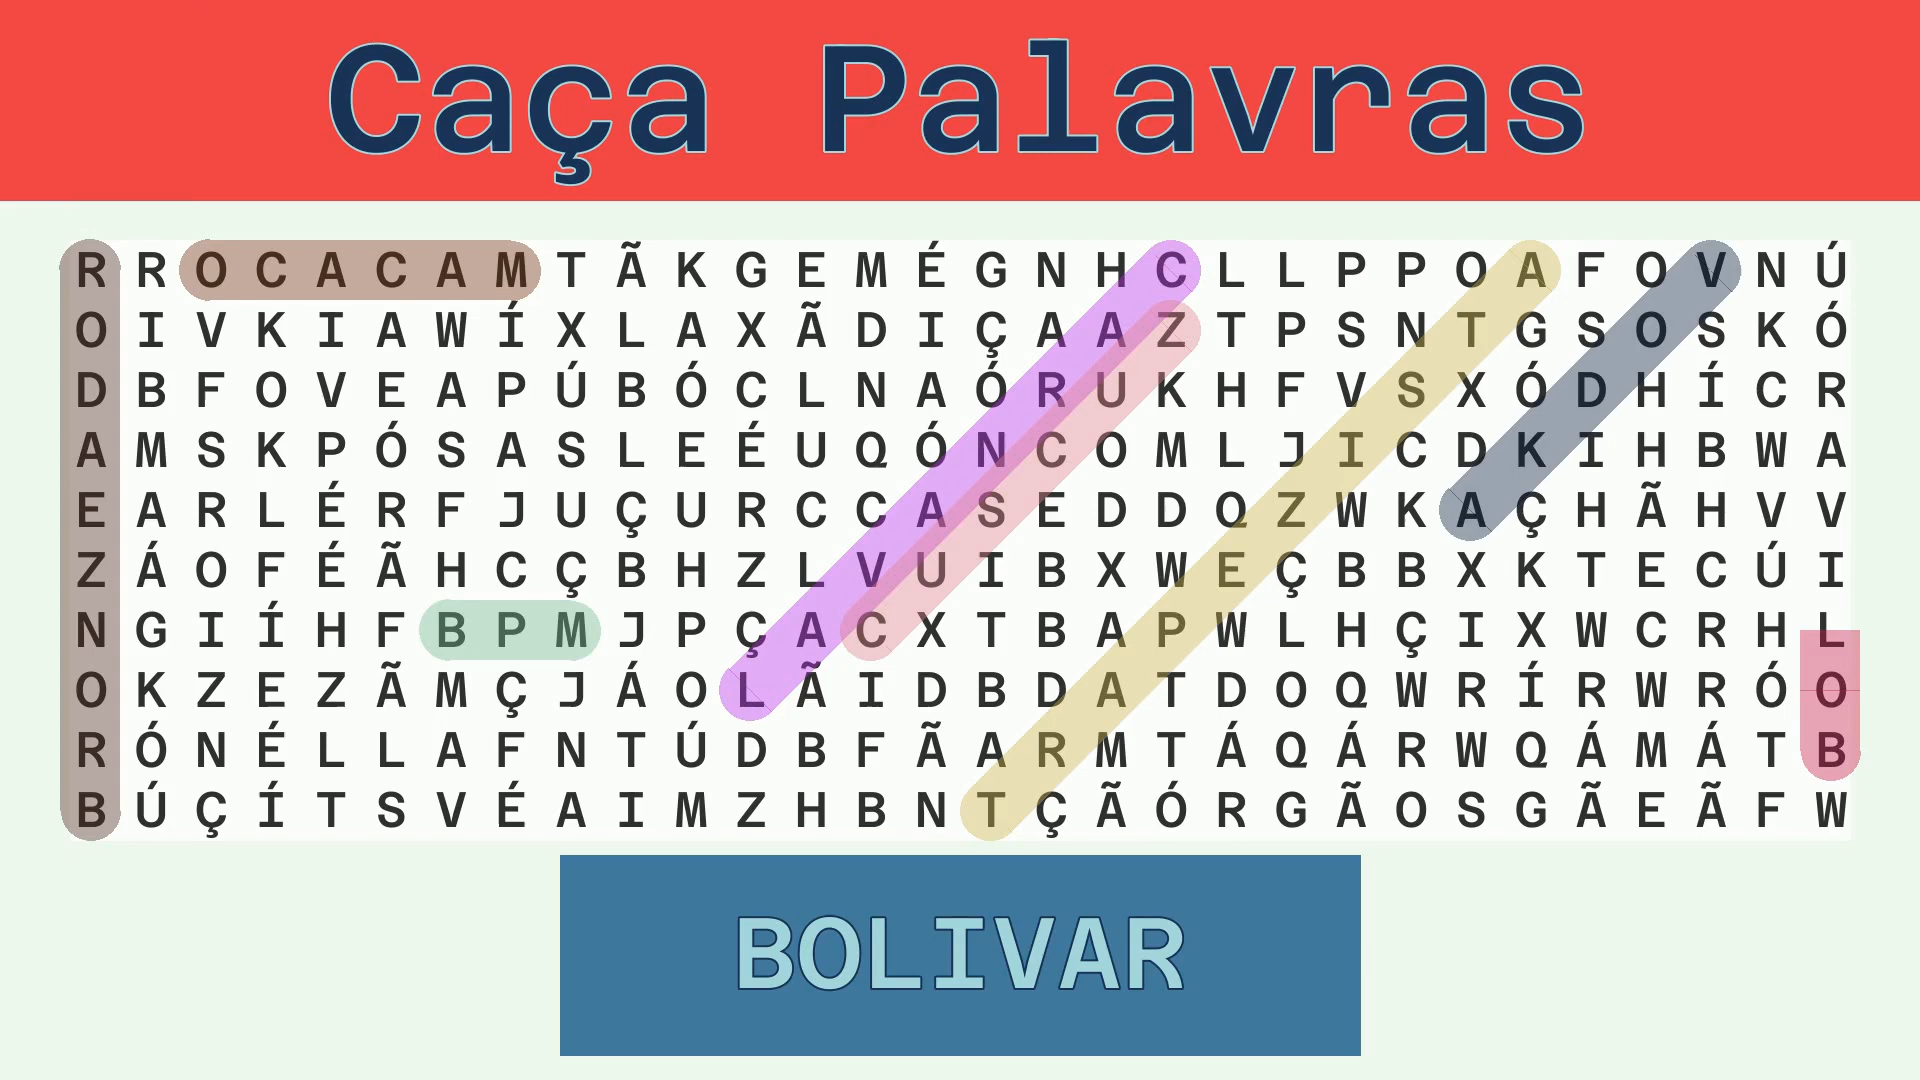 Caça Palavras
R R O C A C A M T Ã K G E M É G N H C L L P P O A F O V N Ú
O I V K I A W Í X L A X Ã D I Ç A A Z T P S N T G S O S K Ó
D B F O V E A P Ú B Ó C L N A Ó R U K H F V S X Ó D H Í C R
A M S K P Ó S A S L E É U Q Ó N C O M L J I C D K I H B W A
E A R L É R F J U Ç U R C C A S E D D Q Z W K A Ç H Ã H V V
Z Á O F É Ã H C Ç B H Z L V U I B X W E Ç B B X K T E C Ú I
N G I Í H F B P M J P Ç A C X T B A P W L H Ç I X W C R H L
O K Z E Z Ã M Ç J Á O L Ã I D B D A T D O Q W R Í R W R Ó O
R Ó N É L L A F N T Ú D B F Ã A R M T Á Q Á R W Q Á M Á T B
B Ú Ç Í T S V É A I M Z H B N T Ç Ã Ó R G Ã O S G Ã E Ã F W
BOLIVAR